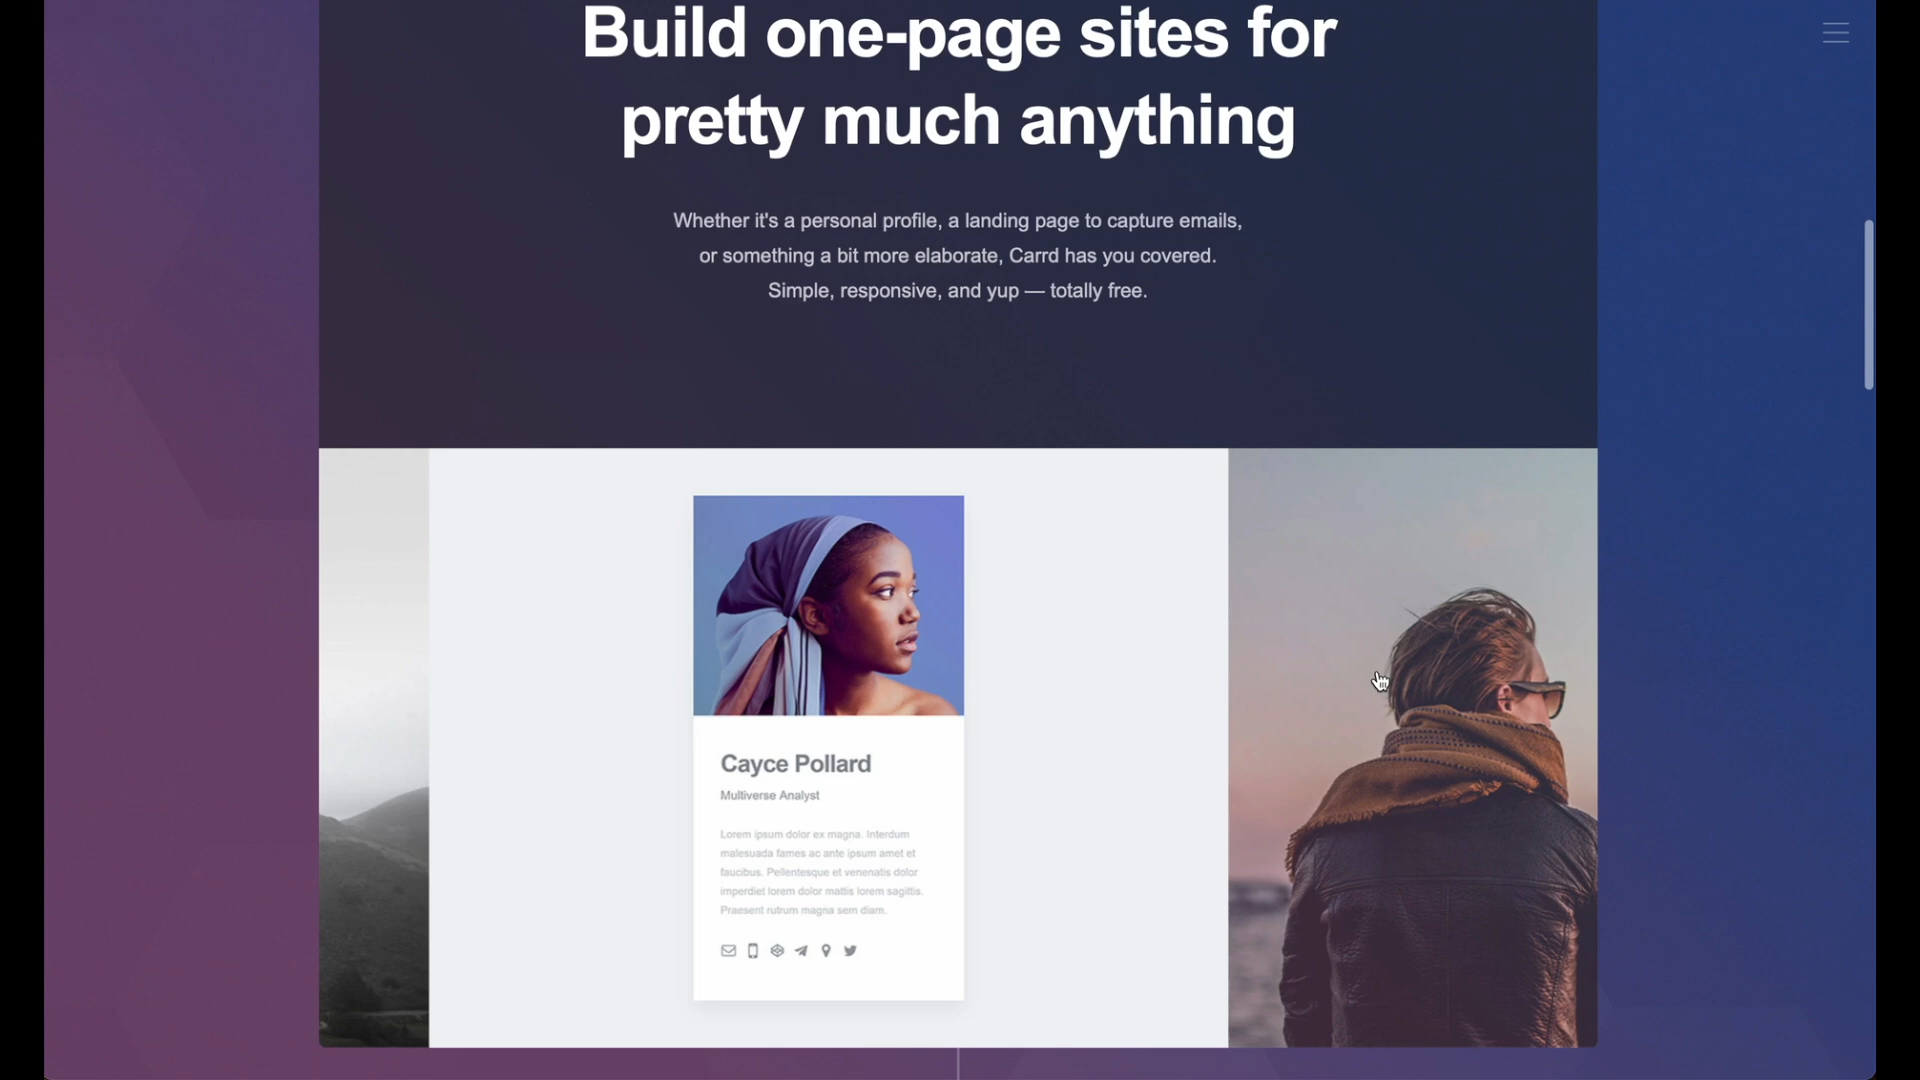 Build one-page sites for
pretty much anything
Whether it's a personal profile, a landing page to capture emails,
or something a bit more elaborate, Carrd has you covered.
Simple, responsive, and yup — totally free.
Cayce Pollard
Multiverse Analyst
Lorem ipsum dolor ex magna. Interdum
malesuada fames ac ante ipsum amet et
faucibus. Pellentesque et venenatis dolor
imperdiet lorem dolor mattis lorem sagittis.
Praesent rutrum magna sem diam.